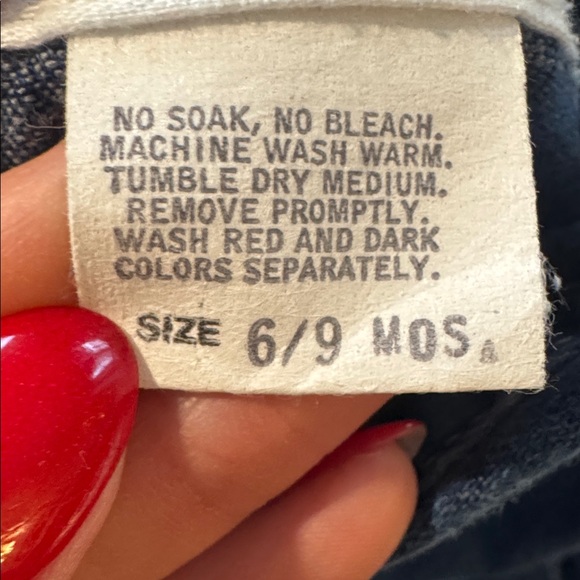 NO SOAK, NO BLEACH.
MACHINE WASH WARM.
TUMBLE DRY MEDIUM.
REMOVE PROMPTLY.
WASH RED AND DARK
COLORS SEPARATELY.
SIZE 6/9 MOS.